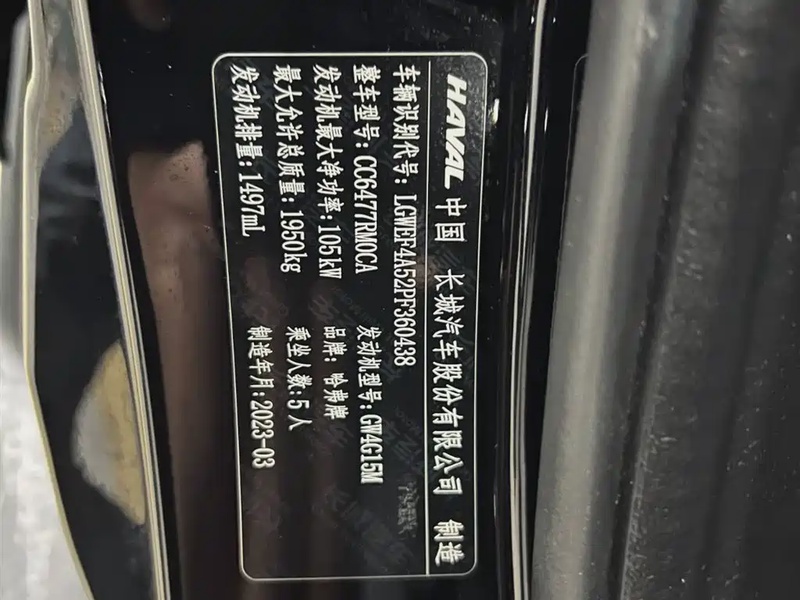 HAVAL 中国 长城汽车股份有限公司 制造
车辆识别代号: LGWEF4A52PF360438
整车型号: CC6477RM0CA 发动机型号: GW4G15M
发动机最大净功率: 105kW 品牌: 哈弗牌
最大允许总质量: 1950kg 乘坐人数: 5人
发动机排量: 1497mL 制造年月: 2023-03